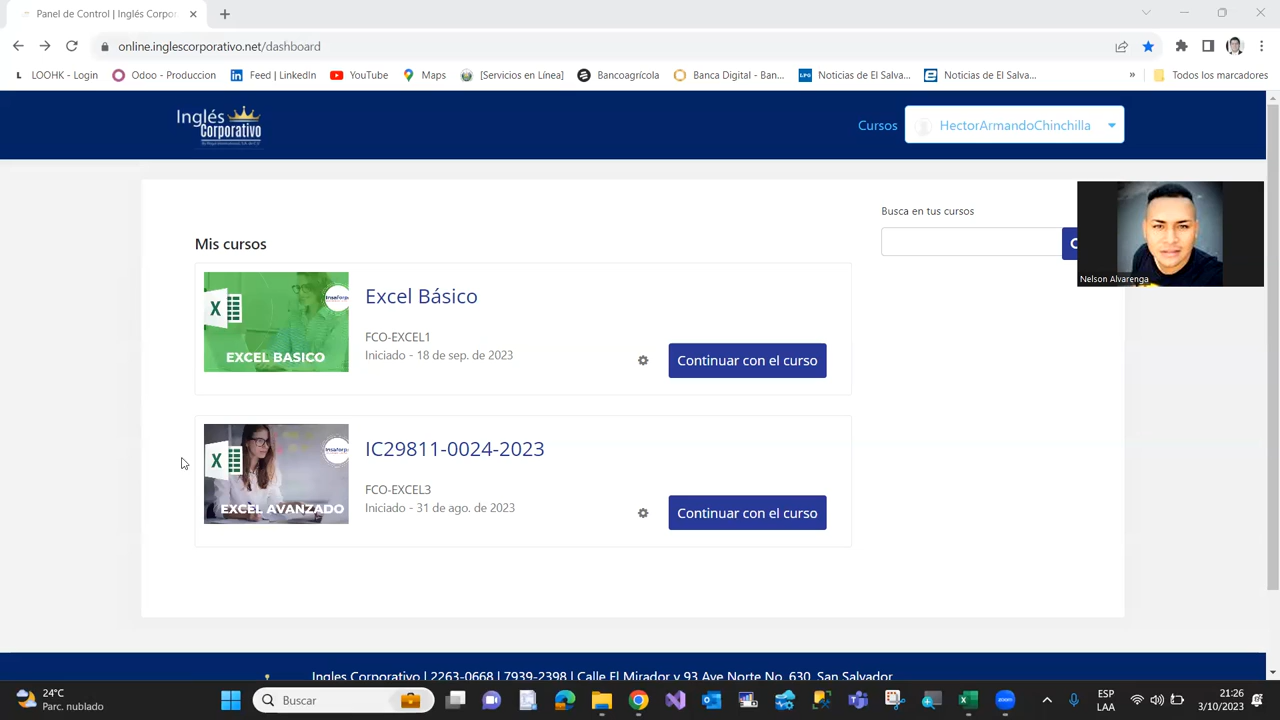 Panel de Control | Inglés Corpor
online.inglescorporativo.net/dashboard
L LOOHK - Login
Odoo - Produccion
Feed | LinkedIn
YouTube
Maps
[Servicios en Línea]
Bancoagrícola
Banca Digital - Ban...
LPG Noticias de El Salva...
Noticias de El Salva...
»
Todos los marcadores
Inglés
Corporativo
Cursos
HectorArmandoChinchilla
Busca en tus cursos
Nelson Alvarenga
Mis cursos
EXCEL BASICO
Excel Básico
FCO-EXCEL1
Iniciado - 18 de sep. de 2023
Continuar con el curso
EXCEL AVANZADO
IC29811-0024-2023
FCO-EXCEL3
Iniciado - 31 de ago. de 2023
Continuar con el curso
Ingles Corporativo | 2263-0668 | 7939-2398 | Calle El Mirador y 93 Ave Norte No. 630, San Salvador
24°C
Parc. nublado
Buscar
ESP
LAA
21:26
3/10/2023